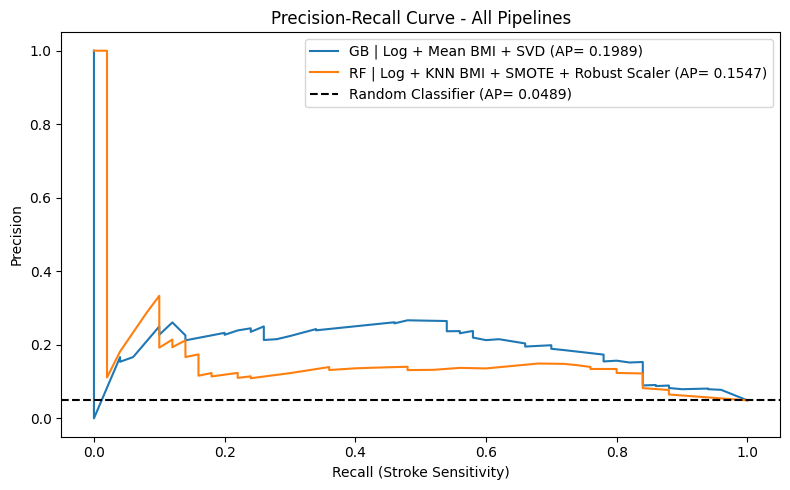 Precision-Recall Curve - All Pipelines
GB | Log + Mean BMI + SVD (AP= 0.1989)
RF | Log + KNN BMI + SMOTE + Robust Scaler (AP= 0.1547)
Random Classifier (AP= 0.0489)
Precision
1.0
0.8
0.6
0.4
0.2
0.0
0.0 0.2 0.4 0.6 0.8 1.0
Recall (Stroke Sensitivity)